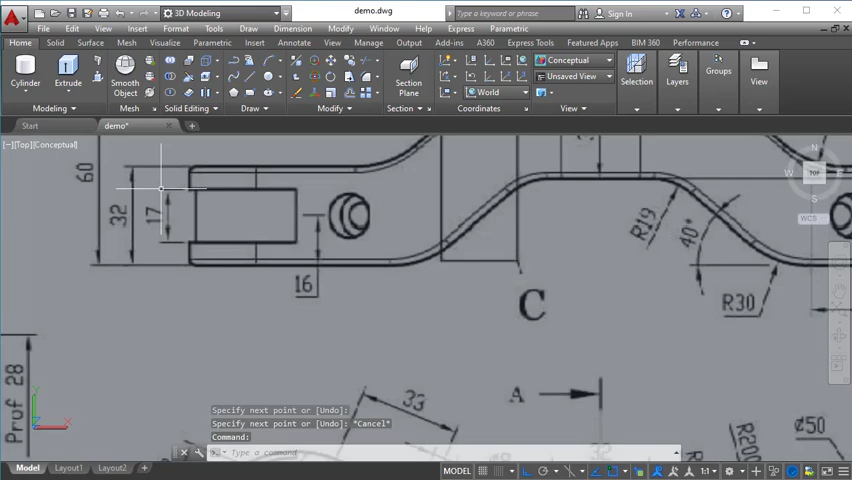 3D Modeling
demo.dwg
Type a keyword or phrase
Sign In
File
Edit
View
Insert
Format
Tools
Draw
Dimension
Modify
Window
Help
Express
Parametric
Home
Solid
Surface
Mesh
Visualize
Parametric
Insert
Annotate
View
Manage
Output
Add-ins
A360
Express Tools
Featured Apps
BIM 360
Performance
Cylinder
Extrude
Smooth
Object
Section
Plane
Conceptual
Unsaved View
World
Selection
Layers
Groups
View
Modeling
Mesh
Solid Editing
Draw
Modify
Section
Coordinates
View
Start
demo*
[−][Top][Conceptual]
N
W
TOP
S
WCS
60
32
17
16
R19
40°
R30
C
Pruf 28
33
A
32
R200
⌀50
Y
X
Specify next point or [Undo]:
Specify next point or [Undo]: *Cancel*
Command:
Type a command
Model
Layout1
Layout2
MODEL
1:1